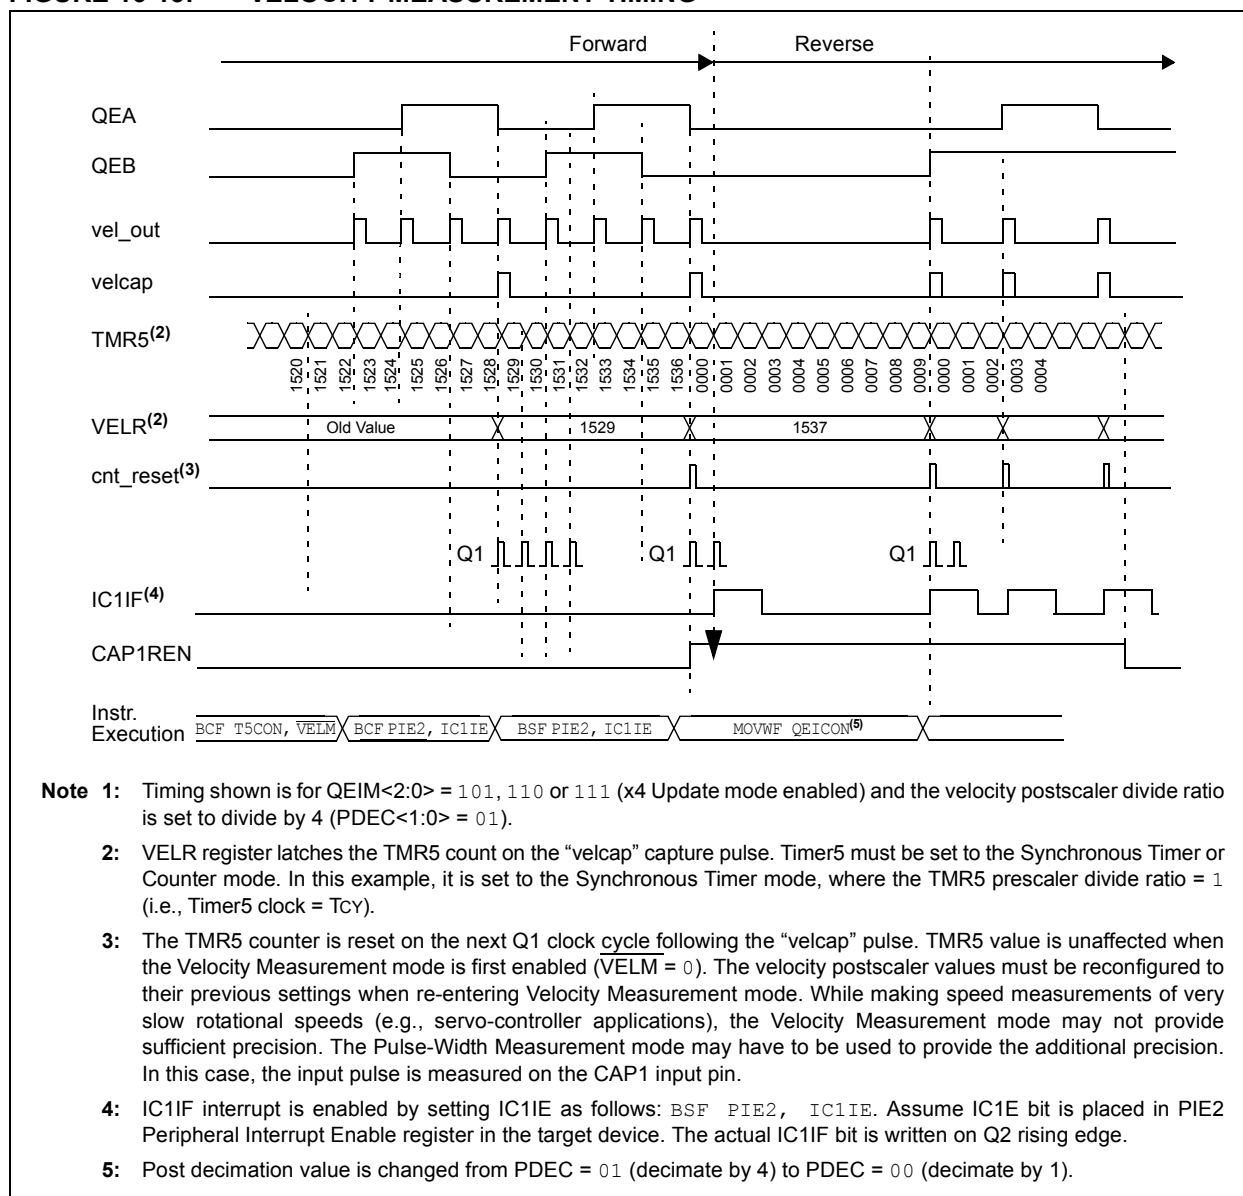 Forward Reverse
QEA
QEB
vel_out
velcap
TMR5(2)
1520 1521 1522 1523 1524 1525 1526 1527 1528 1529 1530 1531 1532 1533 1534 1535 1536 0000 0001 0002 0003 0004 0005 0006 0007 0008 0009 0000 0001 0002 0003 0004
VELR(2) Old Value 1529 1537
cnt_reset(3)
Q1 Q1 Q1
IC1IF(4)
CAP1REN
Instr.
Execution BCF T5CON, VELM BCF PIE2, IC1IE BSF PIE2, IC1IE MOVWF QEICON(5)
Note 1: Timing shown is for QEIM<2:0> = 101, 110 or 111 (x4 Update mode enabled) and the velocity postscaler divide ratio
is set to divide by 4 (PDEC<1:0> = 01).
2: VELR register latches the TMR5 count on the “velcap” capture pulse. Timer5 must be set to the Synchronous Timer or
Counter mode. In this example, it is set to the Synchronous Timer mode, where the TMR5 prescaler divide ratio = 1
(i.e., Timer5 clock = TCY).
3: The TMR5 counter is reset on the next Q1 clock cycle following the “velcap” pulse. TMR5 value is unaffected when
the Velocity Measurement mode is first enabled (VELM = 0). The velocity postscaler values must be reconfigured to
their previous settings when re-entering Velocity Measurement mode. While making speed measurements of very
slow rotational speeds (e.g., servo-controller applications), the Velocity Measurement mode may not provide
sufficient precision. The Pulse-Width Measurement mode may have to be used to provide the additional precision.
In this case, the input pulse is measured on the CAP1 input pin.
4: IC1IF interrupt is enabled by setting IC1IE as follows: BSF PIE2, IC1IE. Assume IC1E bit is placed in PIE2
Peripheral Interrupt Enable register in the target device. The actual IC1IF bit is written on Q2 rising edge.
5: Post decimation value is changed from PDEC = 01 (decimate by 4) to PDEC = 00 (decimate by 1).